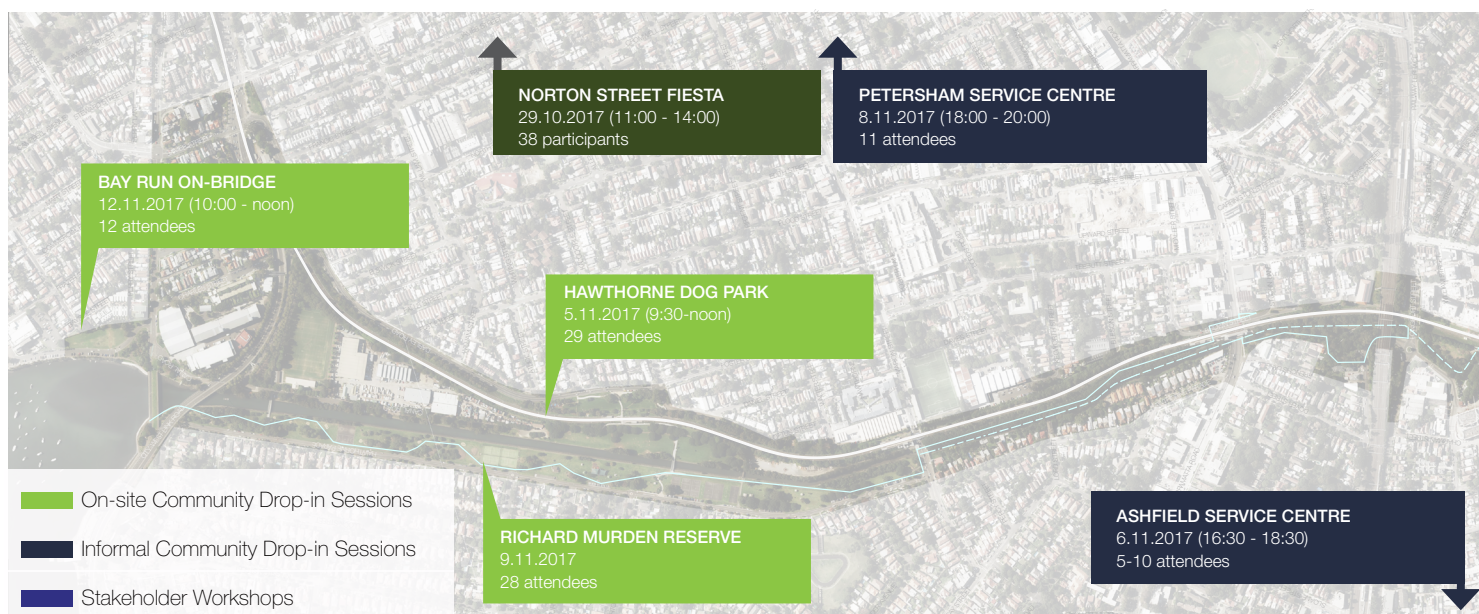 NORTON STREET FIESTA
29.10.2017 (11:00 - 14:00)
38 participants
PETERSHAM SERVICE CENTRE
8.11.2017 (18:00 - 20:00)
11 attendees
BAY RUN ON-BRIDGE
12.11.2017 (10:00 - noon)
12 attendees
HAWTHORNE DOG PARK
5.11.2017 (9:30-noon)
29 attendees
RICHARD MURDEN RESERVE
9.11.2017
28 attendees
ASHFIELD SERVICE CENTRE
6.11.2017 (16:30 - 18:30)
5-10 attendees
On-site Community Drop-in Sessions
Informal Community Drop-in Sessions
Stakeholder Workshops